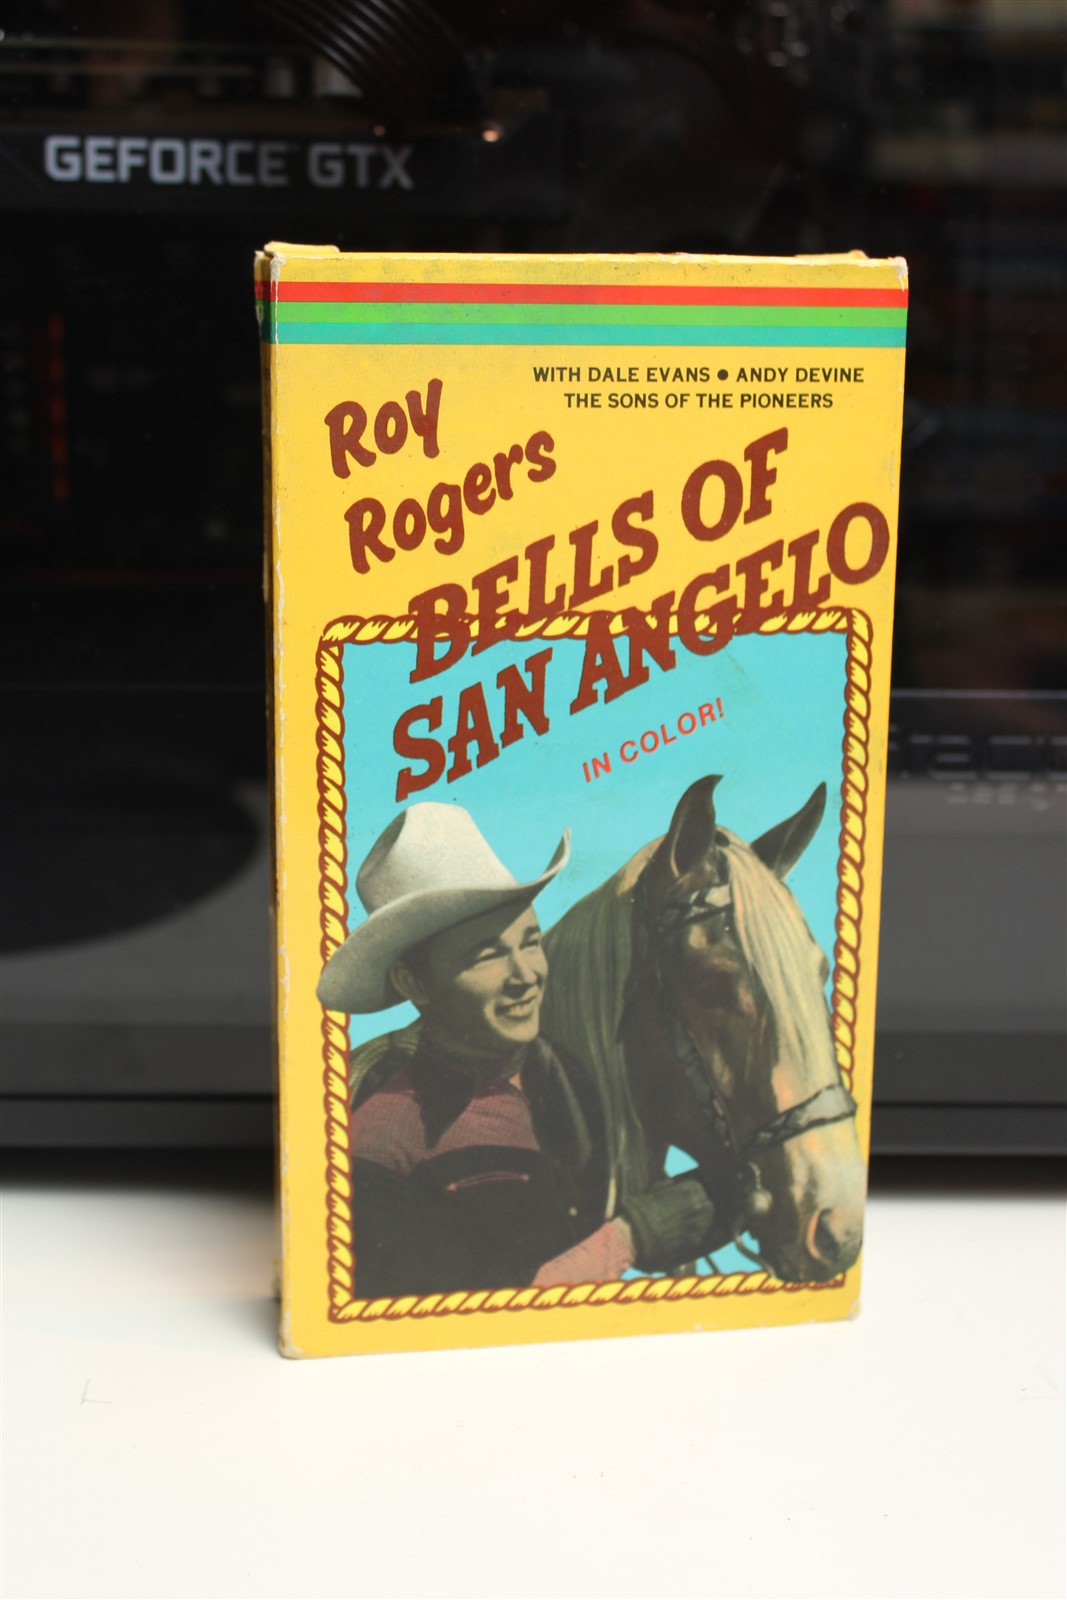 GEFORCE GTX
WITH DALE EVANS • ANDY DEVINE
THE SONS OF THE PIONEERS
Roy
Rogers
BELLS OF
SAN ANGELO
IN COLOR!